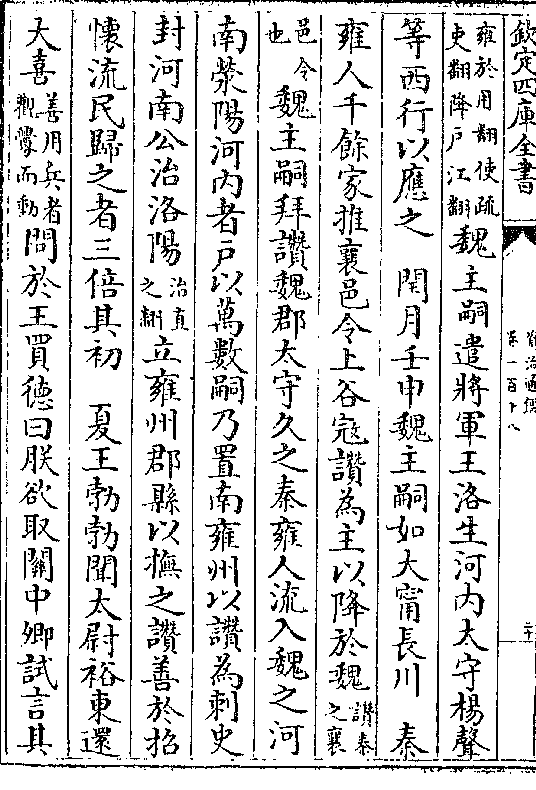 欽定四庫全書
資治通鑑
卷一百十八
雍於用翻使疏吏翻降戶江翻魏主嗣遣將軍王洛生河內太守楊聲
等西行以應之　閏月壬申魏主嗣如大甯長川　秦
雍人千餘家推襄邑令上谷寇讚為主以降於魏讚秦之襄
邑令也魏主嗣拜讚魏郡太守久之秦雍人流入魏之河
南滎陽河內者戶以萬數嗣乃置南雍州以讚為刺史
封河南公治洛陽治直之翻立雍州郡縣以撫之讚善於招
懷流民歸之者三倍其初　夏王勃勃聞太尉裕東還
大喜善用兵者觀釁而動問於王買德曰朕欲取關中卿試言其